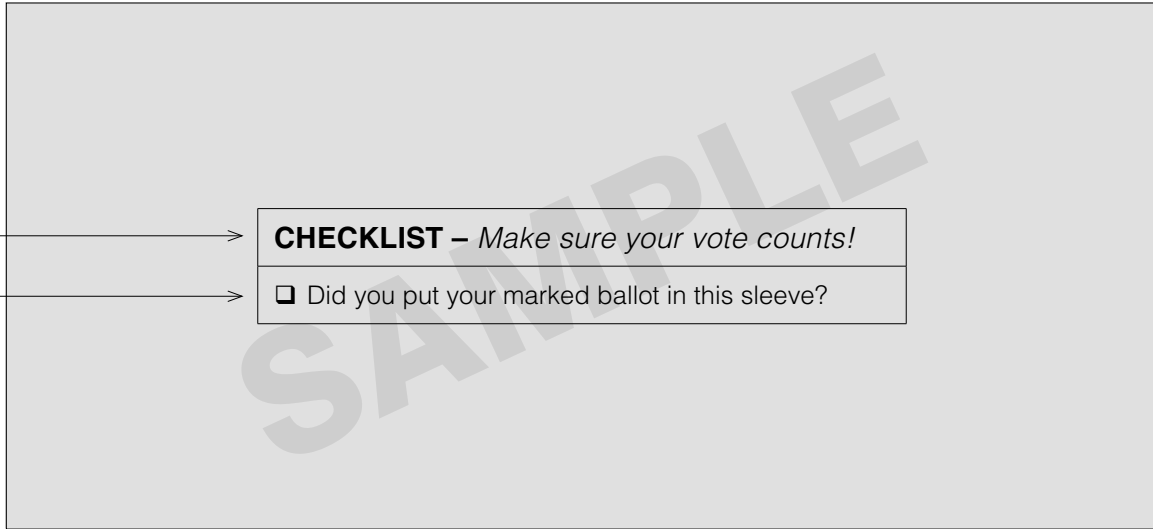 CHECKLIST – Make sure your vote counts!
❑ Did you put your marked ballot in this sleeve?
SAMPLE